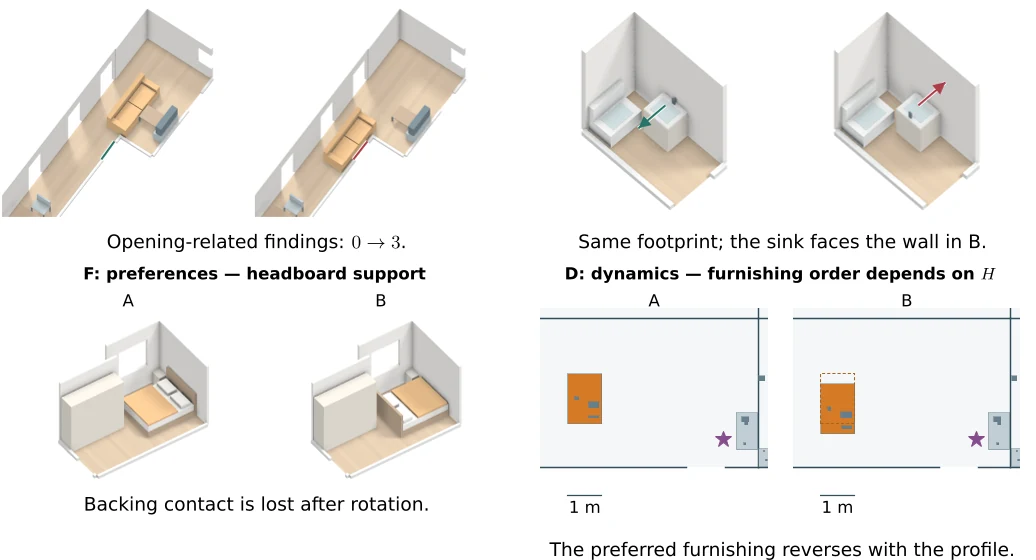 Opening-related findings: 0 → 3.
Same footprint; the sink faces the wall in B.
F: preferences — headboard support
D: dynamics — furnishing order depends on H
A
B
A
B
Backing contact is lost after rotation.
1 m
1 m
The preferred furnishing reverses with the profile.